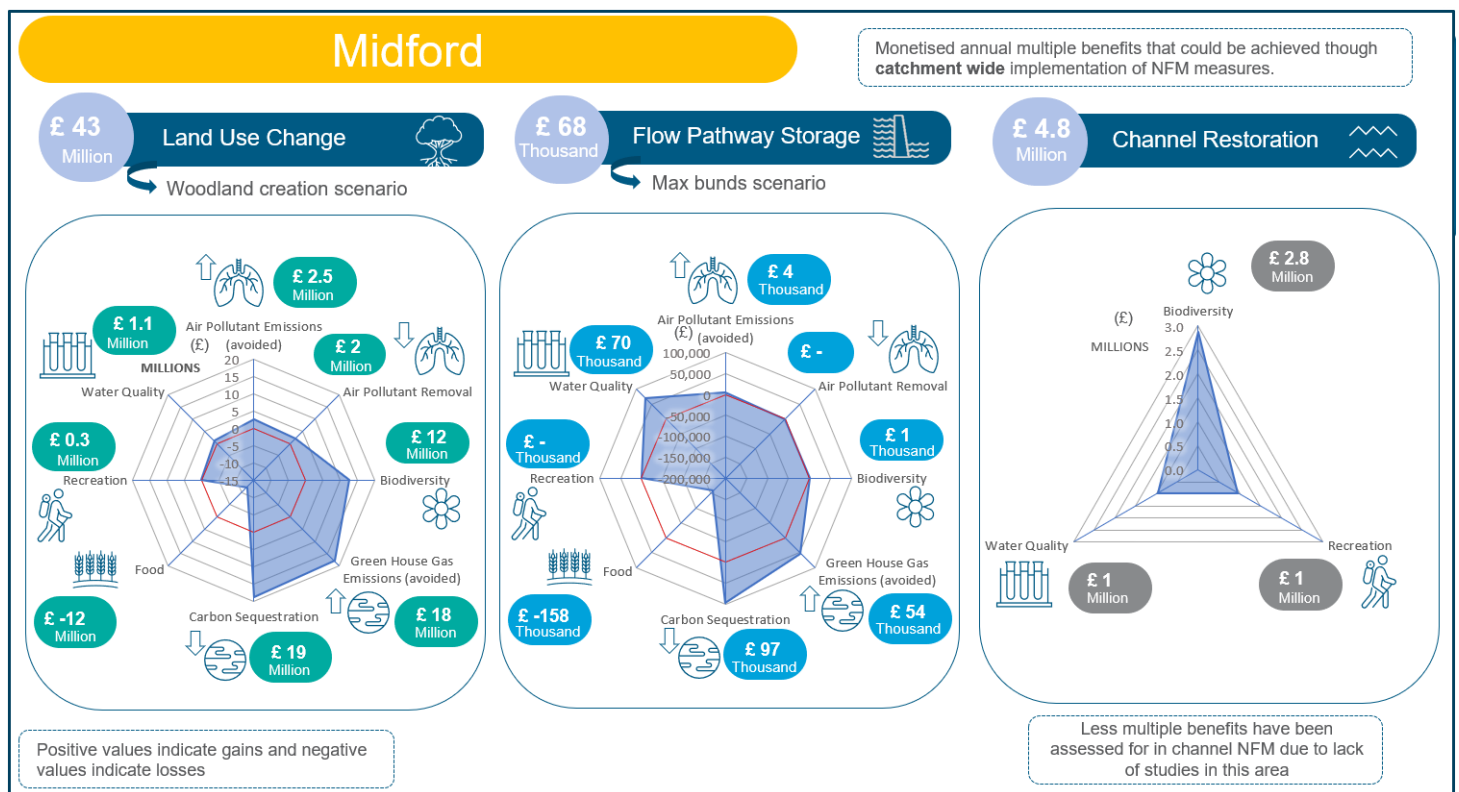 Midford
Monetised annual multiple benefits that could be achieved though
catchment wide implementation of NFM measures.
£ 43
Million
Land Use Change
Woodland creation scenario
£ 2.5
Million
£ 1.1
Million
Air Pollutant Emissions
(avoided)
(£)
MILLIONS
£ 2
Million
Water Quality
Air Pollutant Removal
20
15
10
5
0
-5
-10
-15
£ 0.3
Million
Recreation
£ 12
Million
Biodiversity
Food
Green House Gas
Emissions (avoided)
£ -12
Million
Carbon Sequestration
£ 18
Million
£ 19
Million
£ 68
Thousand
Flow Pathway Storage
Max bunds scenario
£ 4
Thousand
£ 70
Thousand
Air Pollutant Emissions
(£)
(avoided)
£ -
Water Quality
Air Pollutant Removal
100,000
50,000
0
-50,000
-100,000
-150,000
-200,000
£ -
Thousand
Recreation
£ 1
Thousand
Biodiversity
Food
Green House Gas
Emissions (avoided)
£ -158
Thousand
Carbon Sequestration
£ 54
Thousand
£ 97
Thousand
£ 4.8
Million
Channel Restoration
£ 2.8
Million
Biodiversity
(£)
MILLIONS
3.0
2.5
2.0
1.5
1.0
0.5
0.0
Water Quality
Recreation
£ 1
Million
£ 1
Million
Positive values indicate gains and negative
values indicate losses
Less multiple benefits have been
assessed for in channel NFM due to lack
of studies in this area